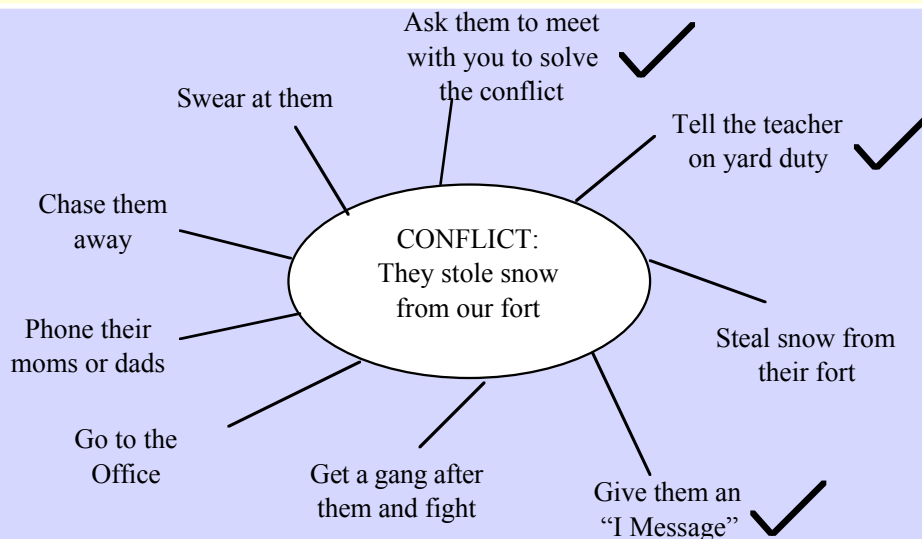 Ask them to meet
with you to solve
the conflict
Swear at them
Tell the teacher
on yard duty
Chase them
away
CONFLICT:
They stole snow
from our fort
Phone their
moms or dads
Steal snow from
their fort
Go to the
Office
Get a gang after
them and fight
Give them an
“I Message”